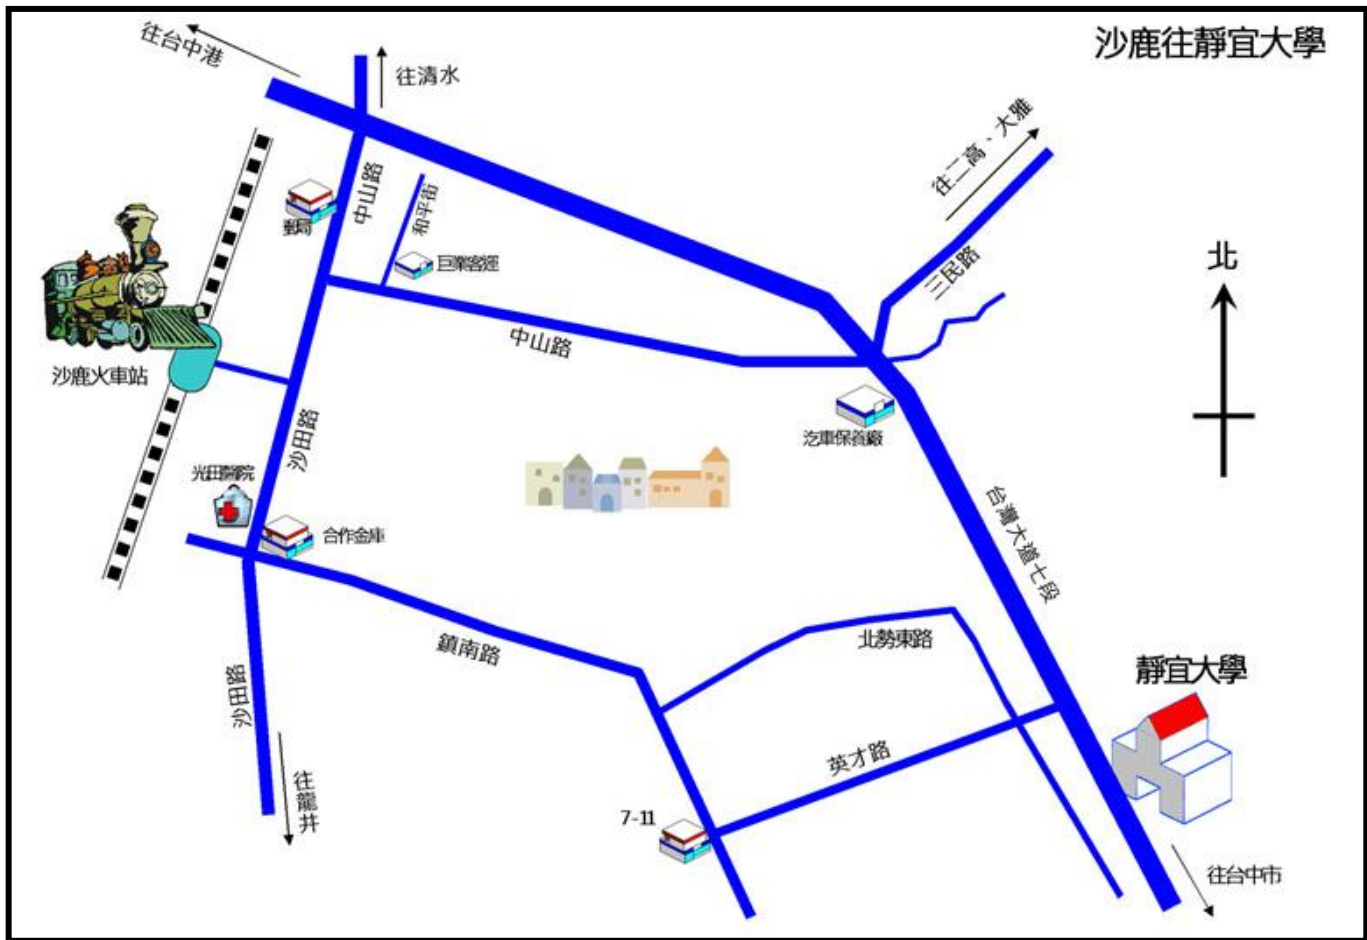 沙鹿往靜宜大學
往台中港
往清水
往二高、大雅
中山路
和平街
郵局
巨業客運
三民路
北
中山路
沙鹿火車站
沙田路
汽車保養廠
光田醫院
合作金庫
台灣大道七段
鎮南路
北勢東路
靜宜大學
沙田路
英才路
往龍井
7-11
往台中市